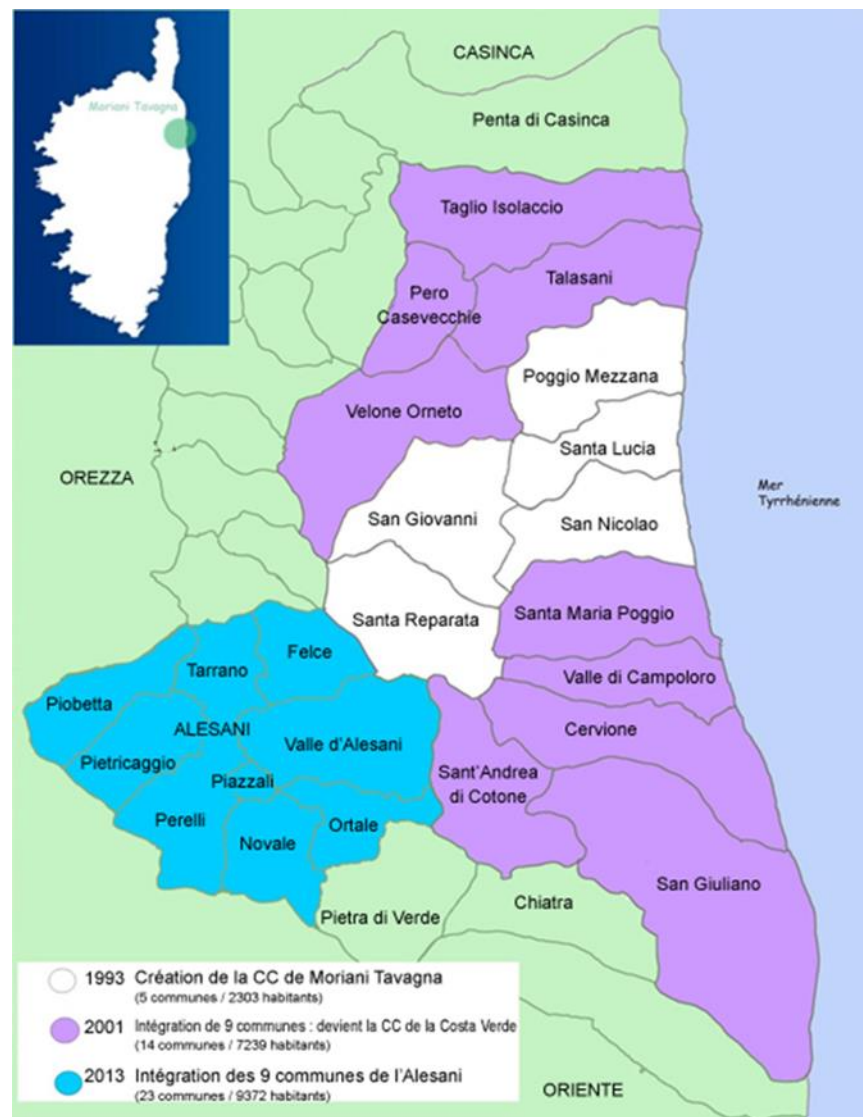 Moriani Tavagna
CASINCA
Penta di Casinca
Taglio Isolaccio
Talasani
Pero
Casevecchie
Poggio Mezzana
Velone Orneto
Santa Lucia
OREZZA
Mer
Tyrrhénienne
San Giovanni
San Nicolao
Santa Reparata
Santa Maria Poggio
Felce
Tarrano
Valle di Campoloro
Piobetta
ALESANI
Valle d'Alesani
Cervione
Pietricaggio
Piazzali
Sant'Andrea
di Cotone
Perelli
Novale
Ortale
San Giuliano
Pietra di Verde
Chiatra
1993 Création de la CC de Moriani Tavagna
(5 communes / 2303 habitants)
2001 Intégration de 9 communes : devient la CC de la Costa Verde
(14 communes / 7239 habitants)
2013 Intégration des 9 communes de l'Alesani
(23 communes / 9372 habitants)
ORIENTE